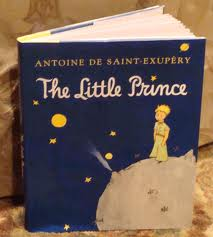 ANTOINE DE SAINT-EXUPÉRY
The Little Prince